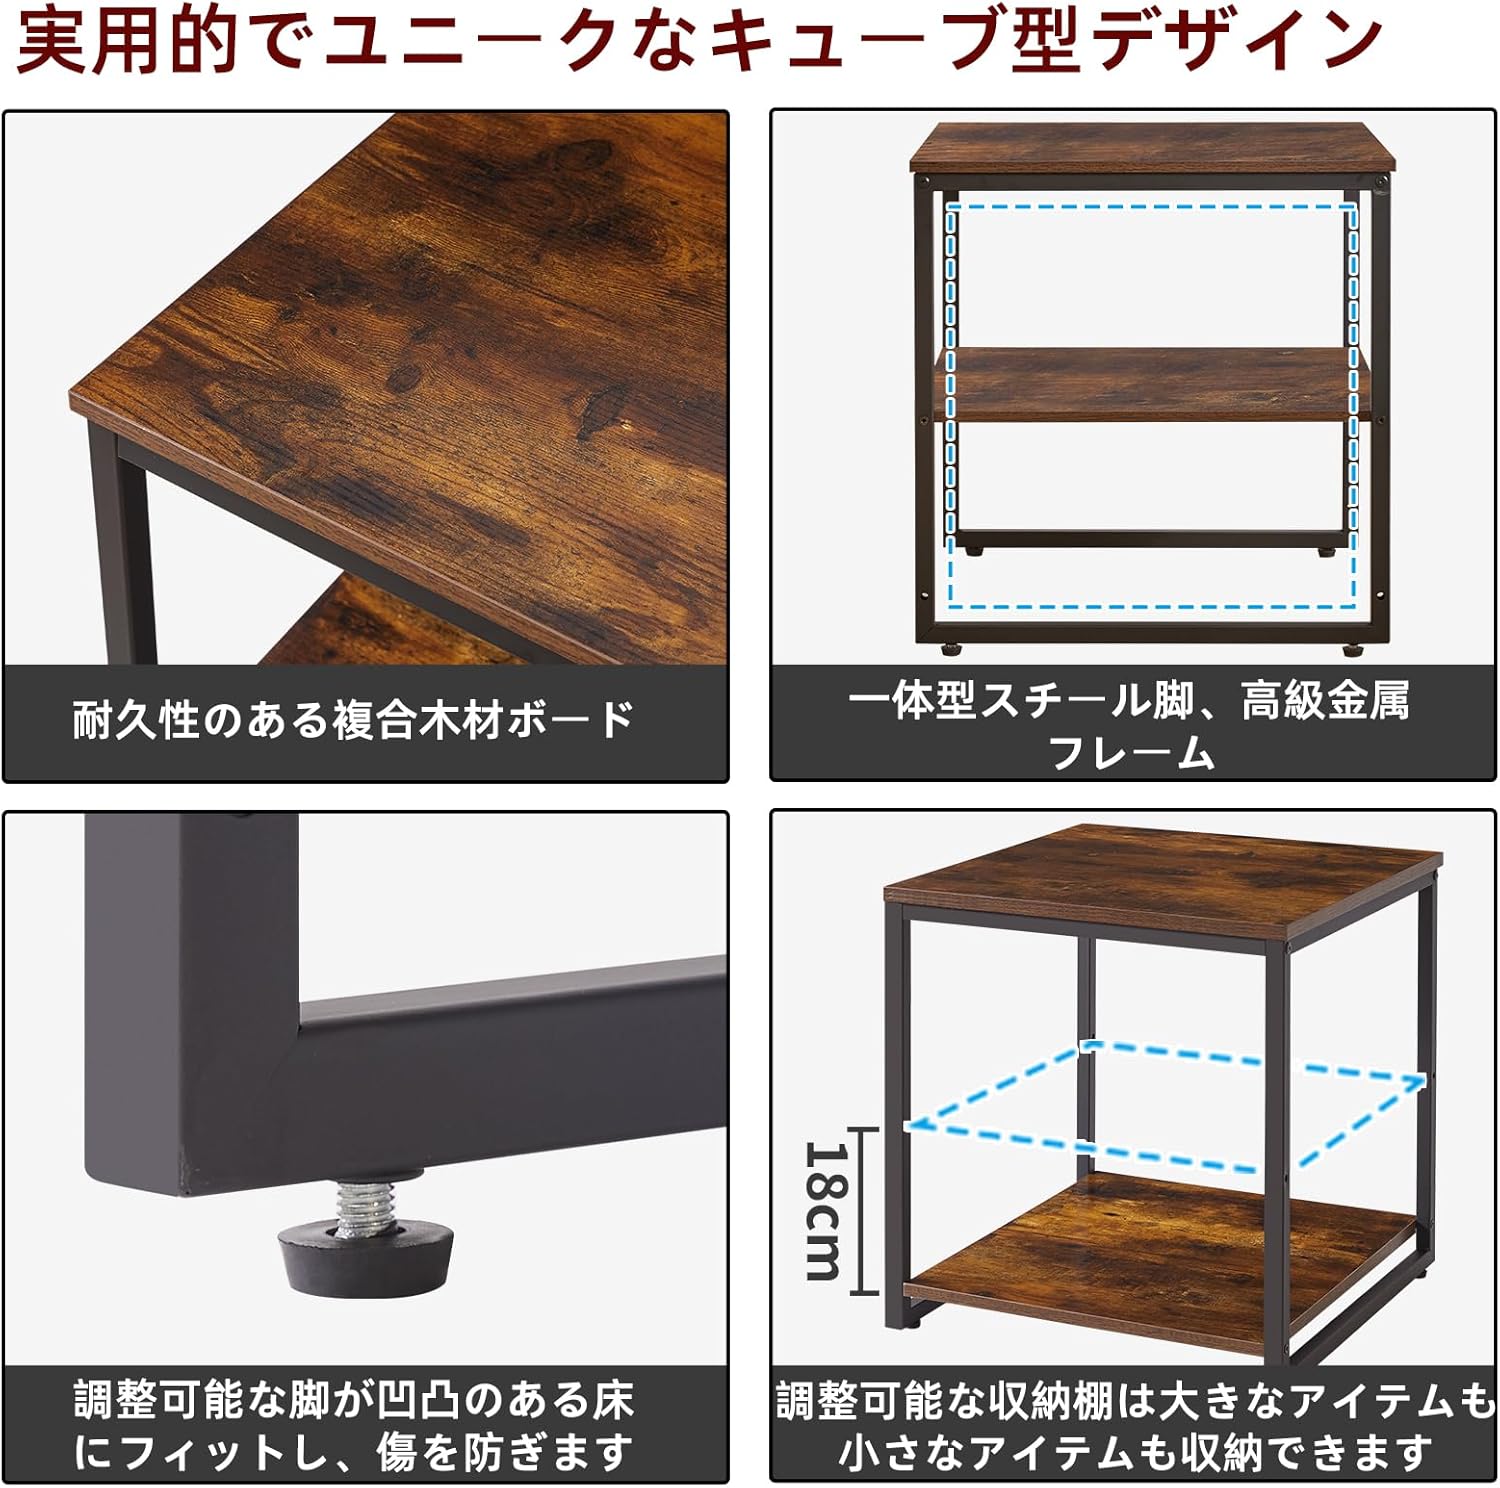 実用的でユニークなキューブ型デザイン
耐久性のある複合木材ボード
一体型スチール脚、高級金属
フレーム
18cm
調整可能な脚が凹凸のある床
にフィットし、傷を防ぎます
調整可能な収納棚は大きなアイテムも
小さなアイテムも収納できます